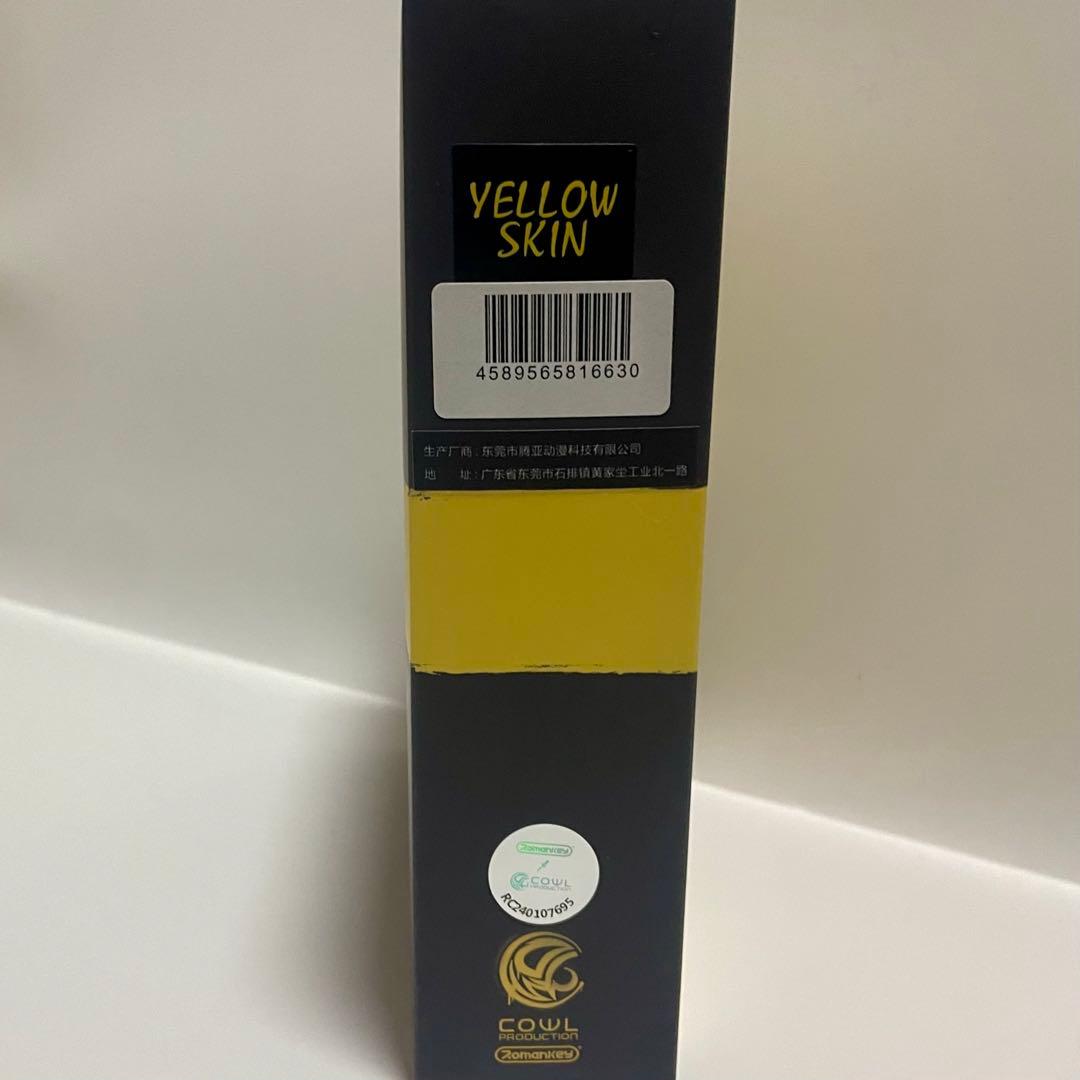 YELLOW
SKIN
4589565816630
生产厂商:东莞市腾亚动漫科技有限公司
地 址:广东省东莞市石排镇黄家坣工业北一路
Romankey
COWL
PRODUCTION
RC240107695
COWL
PRODUCTION
Romankey